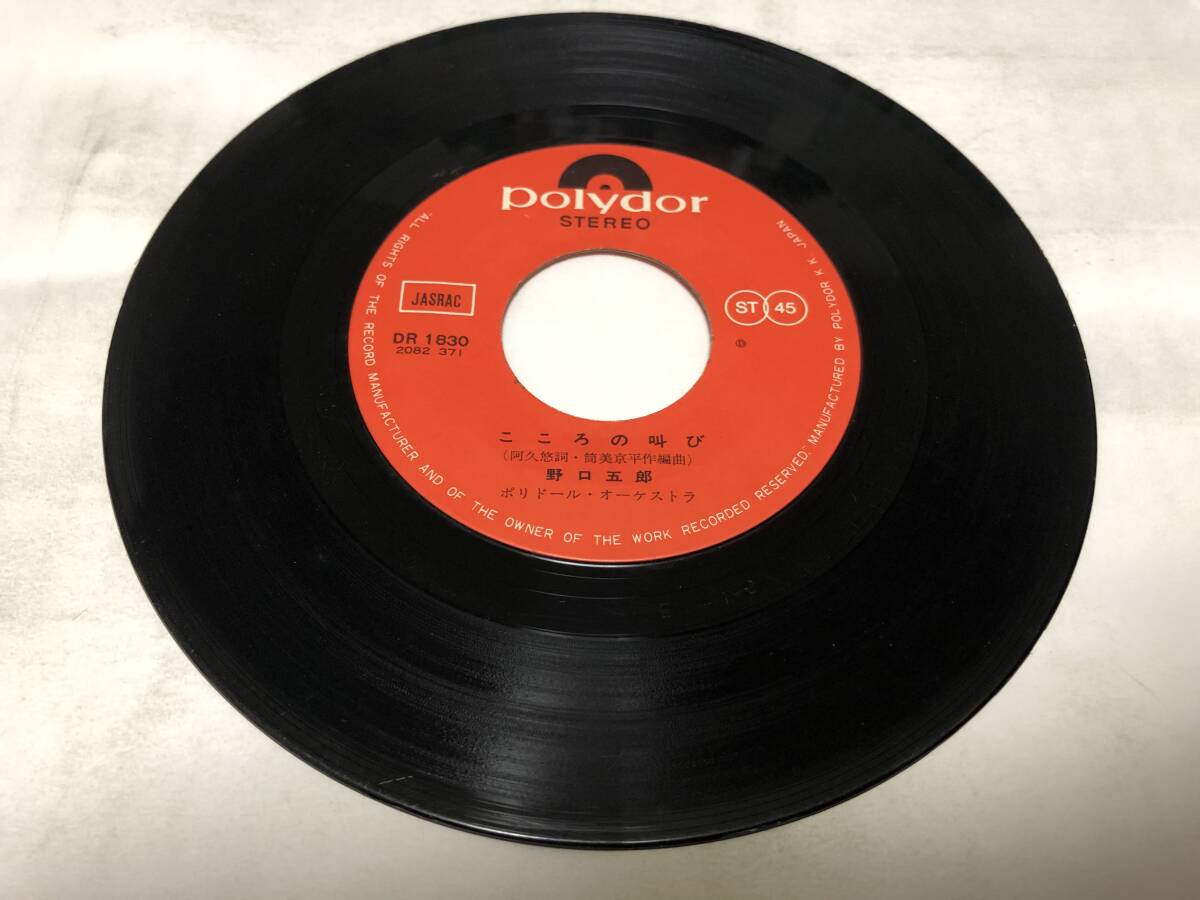 polydor
STEREO
JASRAC
ST 45
DR 1830
2082 371
こころの叫び
(阿久悠詞・筒美京平作編曲)
野口五郎
ポリドール・オーケストラ
"ALL RIGHTS OF THE RECORD MANUFACTURER AND OF THE OWNER OF THE WORK RECORDED RESERVED." MANUFACTURED BY POLYDOR K.K. JAPAN